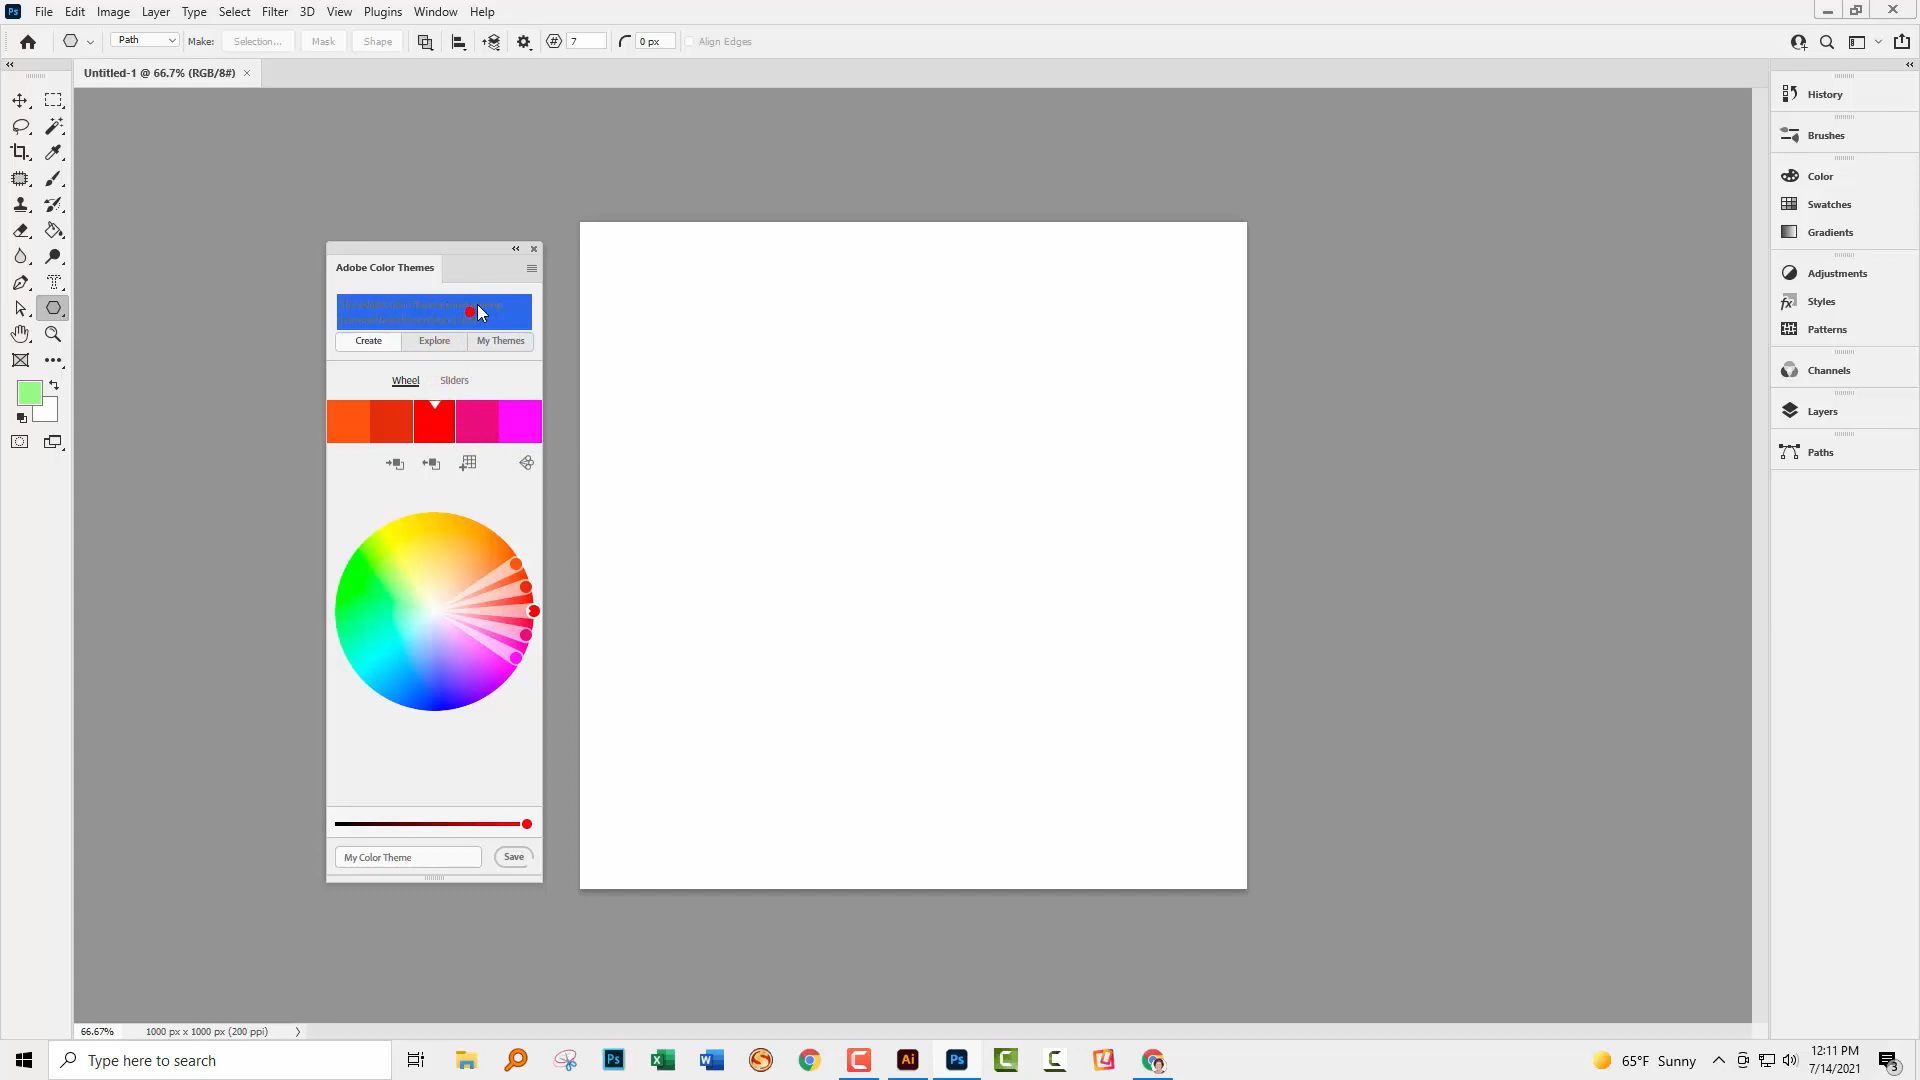 File Edit Image Layer Type Select Filter 3D View Plugins Window Help
Path Make: Selection... Mask Shape 7 0 px Align Edges
Untitled-1 @ 66.7% (RGB/8#)
Adobe Color Themes
Create Explore My Themes
Wheel Sliders
My Color Theme Save
History
Brushes
Color
Swatches
Gradients
Adjustments
Styles
Patterns
Channels
Layers
Paths
66.67% 1000 px x 1000 px (200 ppi)
Type here to search
65°F Sunny
12:11 PM
7/14/2021
3